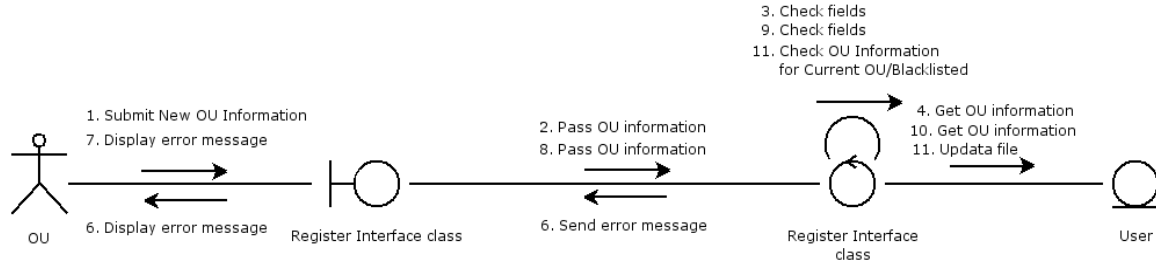 3. Check fields
9. Check fields
11. Check OU Information
for Current OU/Blacklisted
1. Submit New OU Information
7. Display error message
2. Pass OU information
8. Pass OU information
4. Get OU information
10. Get OU information
11. Updata file
6. Display error message
6. Send error message
OU
Register Interface class
Register Interface
class
User